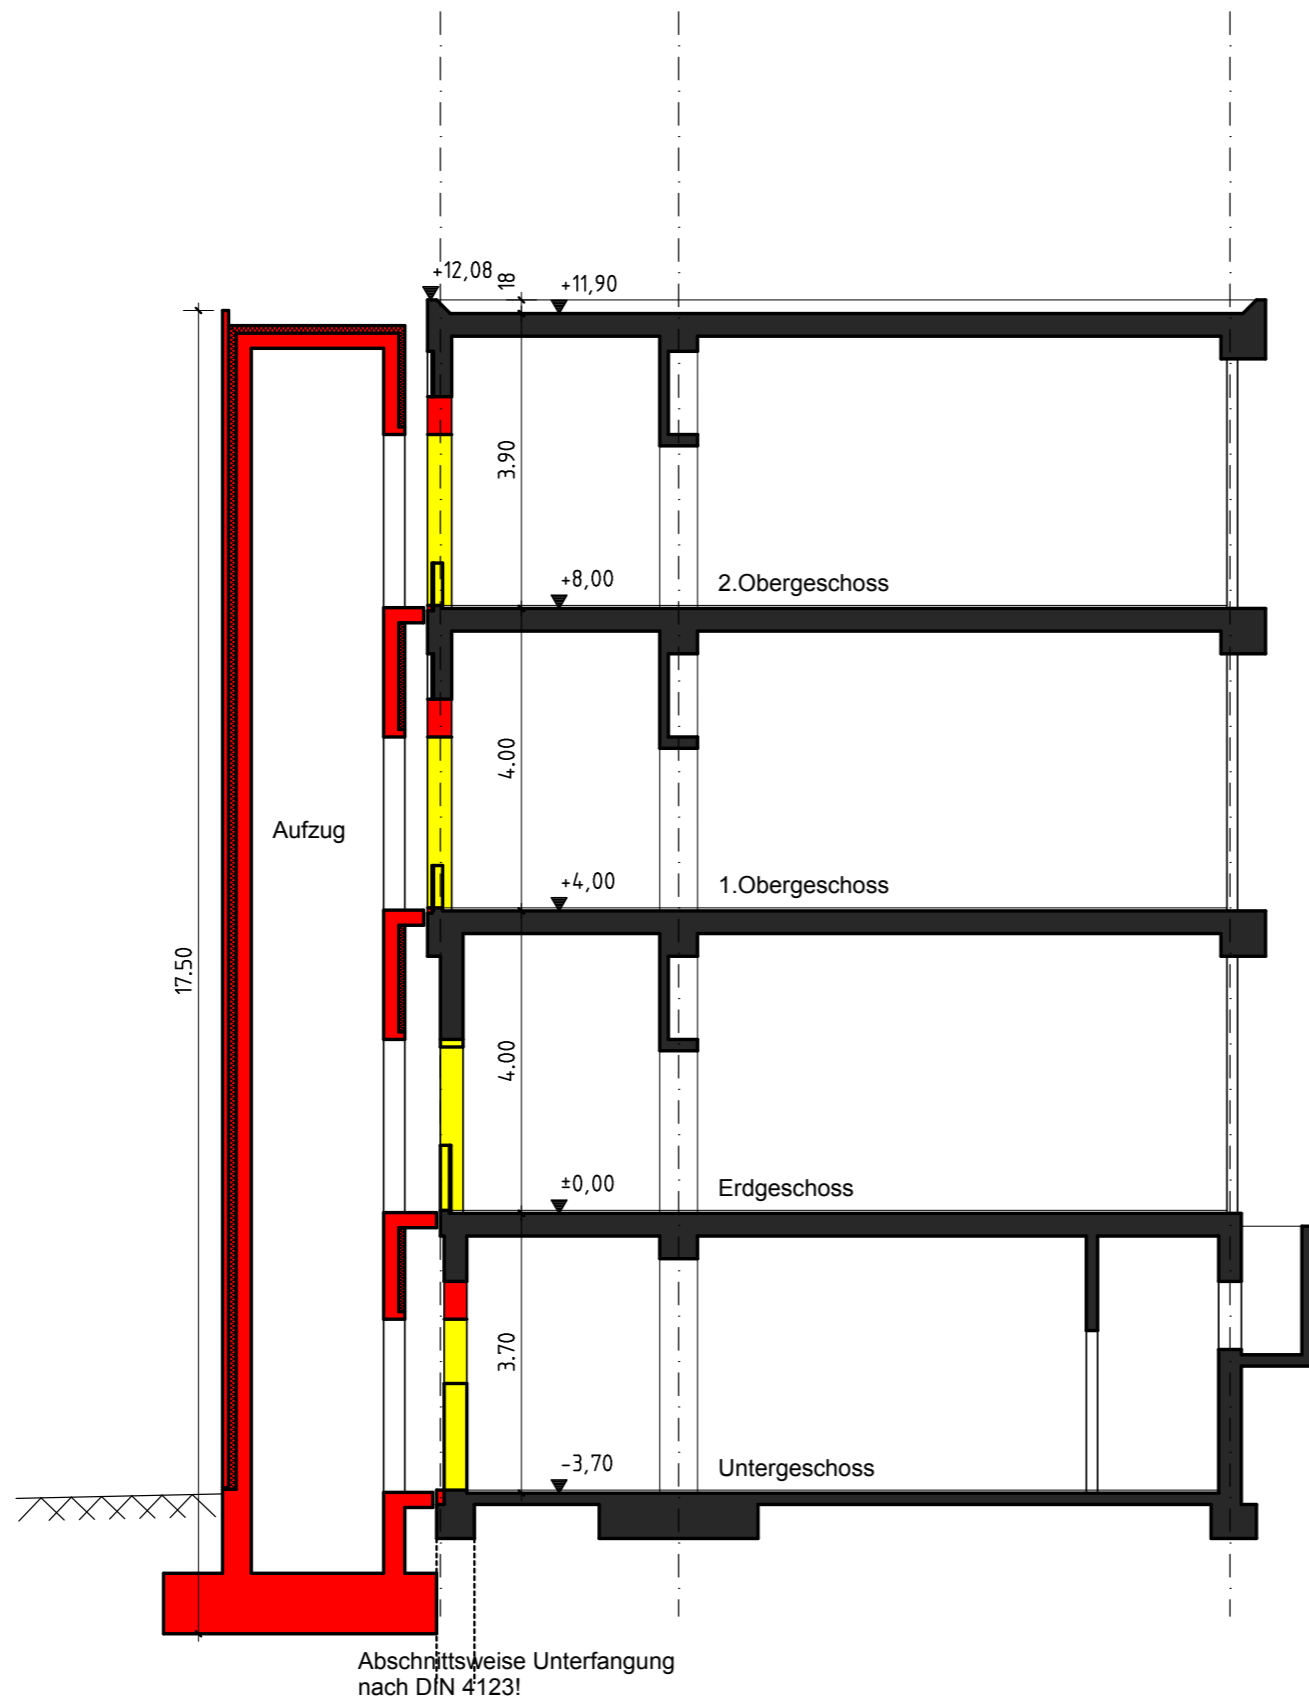 +12,08
18
+11,90
3.90
+8,00
2.Obergeschoss
4.00
Aufzug
+4,00
1.Obergeschoss
17.50
4.00
±0,00
Erdgeschoss
3.70
-3,70
Untergeschoss
Abschnittsweise Unterfangung
nach DIN 4123!